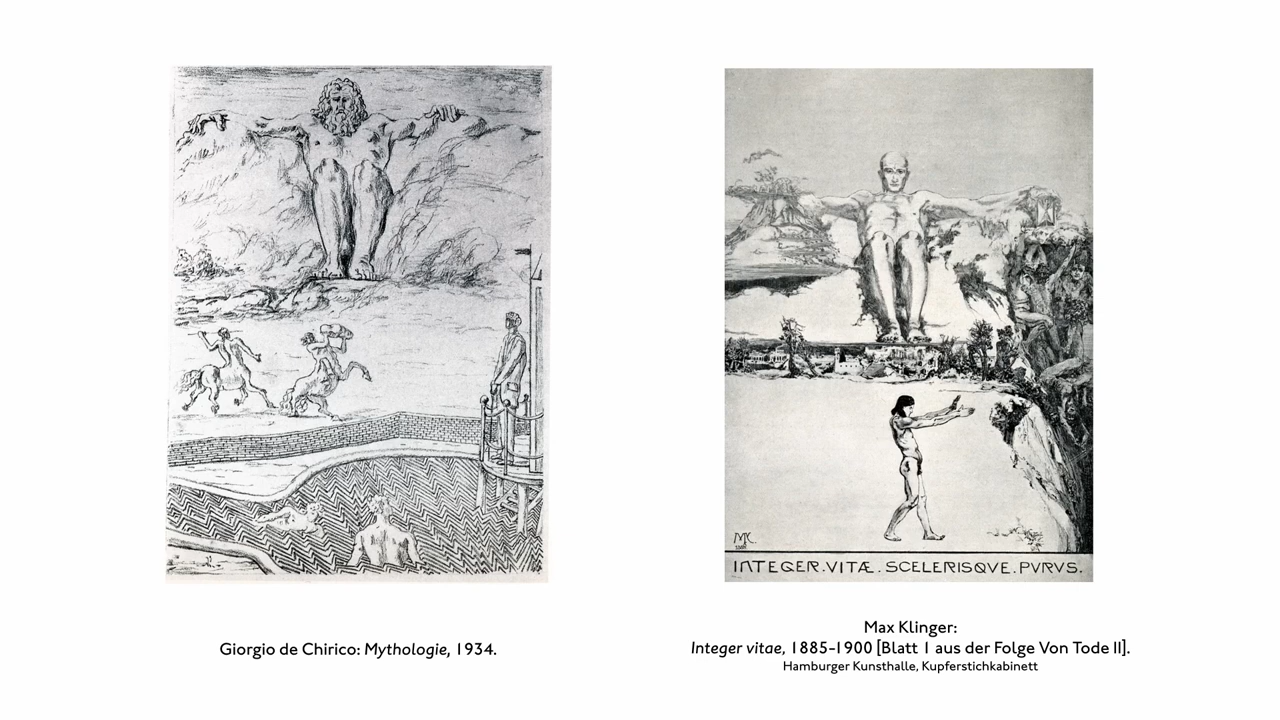 INTEGER.VITÆ.SCELERISQVE.PVRVS.
Giorgio de Chirico: Mythologie, 1934.
Max Klinger:
Integer vitae, 1885-1900 [Blatt 1 aus der Folge Von Tode II].
Hamburger Kunsthalle, Kupferstichkabinett